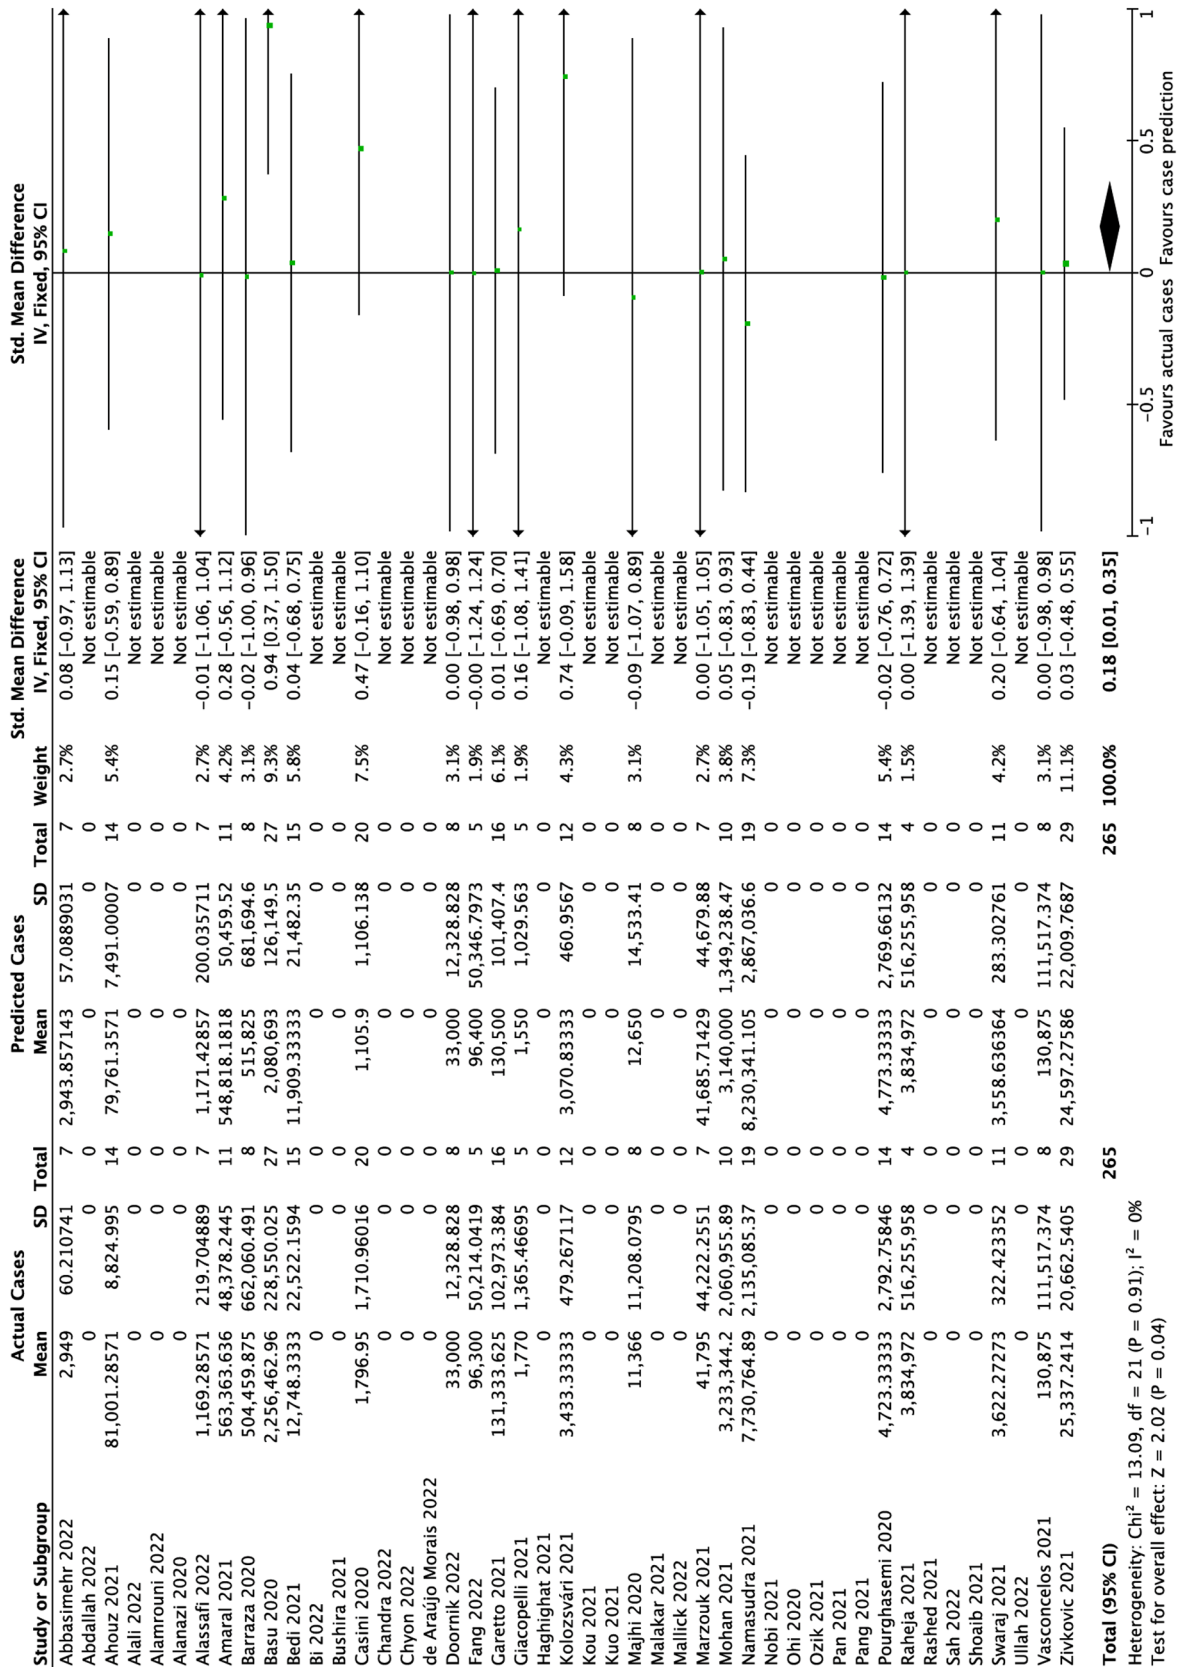 Actual Cases Predicted Cases Std. Mean Difference Std. Mean Difference
Study or Subgroup Mean SD Total Mean SD Total Weight IV, Fixed, 95% CI IV, Fixed, 95% CI
Abbasimehr 2022 2,949 60.210741 7 2,943.857143 57.0889031 7 2.7% 0.08 [−0.97, 1.13]
Abdallah 2022 0 0 0 0 0 0 Not estimable
Ahouz 2021 81,001.28571 8,824.995 14 79,761.3571 7,491.00007 14 5.4% 0.15 [−0.59, 0.89]
Alali 2022 0 0 0 0 0 0 Not estimable
Alamrouni 2022 0 0 0 0 0 0 Not estimable
Alanazi 2020 0 0 0 0 0 0 Not estimable
Alassafi 2022 1,169.28571 219.704889 7 1,171.42857 200.035711 7 2.7% −0.01 [−1.06, 1.04]
Amaral 2021 563,363.636 48,378.2445 11 548,818.1818 50,459.52 11 4.2% 0.28 [−0.56, 1.12]
Barraza 2020 504,459.875 662,060.491 8 515,825 681,694.6 8 3.1% −0.02 [−1.00, 0.96]
Basu 2020 2,256,462.96 228,550.025 27 2,080,693 126,149.5 27 9.3% 0.94 [0.37, 1.50]
Bedi 2021 12,748.3333 22,522.1594 15 11,909.33333 21,482.35 15 5.8% 0.04 [−0.68, 0.75]
Bi 2022 0 0 0 0 0 0 Not estimable
Bushira 2021 0 0 0 0 0 0 Not estimable
Casini 2020 1,796.95 1,710.96016 20 1,105.9 1,106.138 20 7.5% 0.47 [−0.16, 1.10]
Chandra 2022 0 0 0 0 0 0 Not estimable
Chyon 2022 0 0 0 0 0 0 Not estimable
de Araújo Morais 2022 0 0 0 0 0 0 Not estimable
Doornik 2022 33,000 12,328.828 8 33,000 12,328.828 8 3.1% 0.00 [−0.98, 0.98]
Fang 2022 96,300 50,214.0419 5 96,400 50,346.7973 5 1.9% −0.00 [−1.24, 1.24]
Garetto 2021 131,333.625 102,973.384 16 130,500 101,407.4 16 6.1% 0.01 [−0.69, 0.70]
Giacopelli 2021 1,770 1,365.46695 5 1,550 1,029.563 5 1.9% 0.16 [−1.08, 1.41]
Haghighat 2021 0 0 0 0 0 0 Not estimable
Kolozsvári 2021 3,433.33333 479.267117 12 3,070.83333 460.9567 12 4.3% 0.74 [−0.09, 1.58]
Kou 2021 0 0 0 0 0 0 Not estimable
Kuo 2021 0 0 0 0 0 0 Not estimable
Majhi 2020 11,366 11,208.0795 8 12,650 14,533.41 8 3.1% −0.09 [−1.07, 0.89]
Malakar 2021 0 0 0 0 0 0 Not estimable
Mallick 2022 0 0 0 0 0 0 Not estimable
Marzouk 2021 41,795 44,222.2551 7 41,685.71429 44,679.88 7 2.7% 0.00 [−1.05, 1.05]
Mohan 2021 3,233,344.2 2,060,955.89 10 3,140,000 1,349,238.47 10 3.8% 0.05 [−0.83, 0.93]
Namasudra 2021 7,730,764.89 2,135,085.37 19 8,230,341.105 2,867,036.6 19 7.3% −0.19 [−0.83, 0.44]
Nobi 2021 0 0 0 0 0 0 Not estimable
Ohi 2020 0 0 0 0 0 0 Not estimable
Ozik 2021 0 0 0 0 0 0 Not estimable
Pan 2021 0 0 0 0 0 0 Not estimable
Pang 2021 0 0 0 0 0 0 Not estimable
Pourghasemi 2020 4,723.33333 2,792.75846 14 4,773.33333 2,769.66132 14 5.4% −0.02 [−0.76, 0.72]
Raheja 2021 3,834,972 516,255,958 4 3,834,972 516,255,958 4 1.5% 0.00 [−1.39, 1.39]
Rashed 2021 0 0 0 0 0 0 Not estimable
Sah 2022 0 0 0 0 0 0 Not estimable
Shoaib 2021 0 0 0 0 0 0 Not estimable
Swaraj 2021 3,622.27273 322.423352 11 3,558.636364 283.302761 11 4.2% 0.20 [−0.64, 1.04]
Ullah 2022 0 0 0 0 0 0 Not estimable
Vasconcelos 2021 130,875 111,517.374 8 130,875 111,517.374 8 3.1% 0.00 [−0.98, 0.98]
Zivkovic 2021 25,337.2414 20,662.5405 29 24,597.27586 22,009.7687 29 11.1% 0.03 [−0.48, 0.55]
Total (95% CI) 265 265 100.0% 0.18 [0.01, 0.35]
Heterogeneity: Chi² = 13.09, df = 21 (P = 0.91); I² = 0%
Test for overall effect: Z = 2.02 (P = 0.04)
−1 −0.5 0 0.5 1
Favours actual cases Favours case prediction